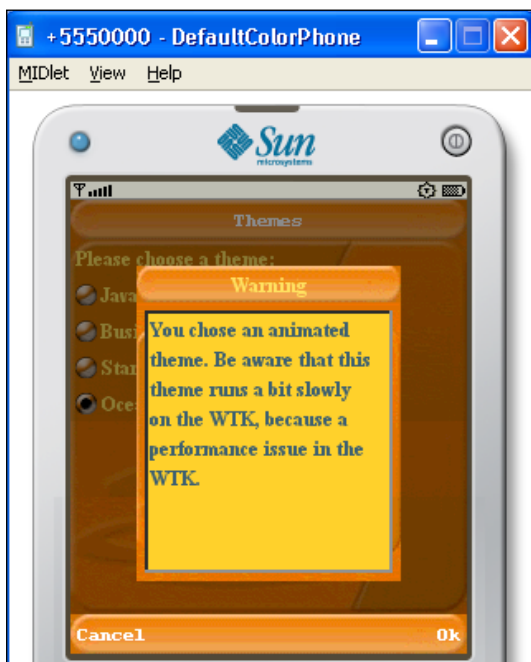 +5550000 - DefaultColorPhone
MIDlet View Help
Sun
microsystems
Themes
Please choose a theme:
Java
Warning
You chose an animated
theme. Be aware that this
theme runs a bit slowly
on the WTK, because a
performance issue in the
WTK.
Cancel Ok